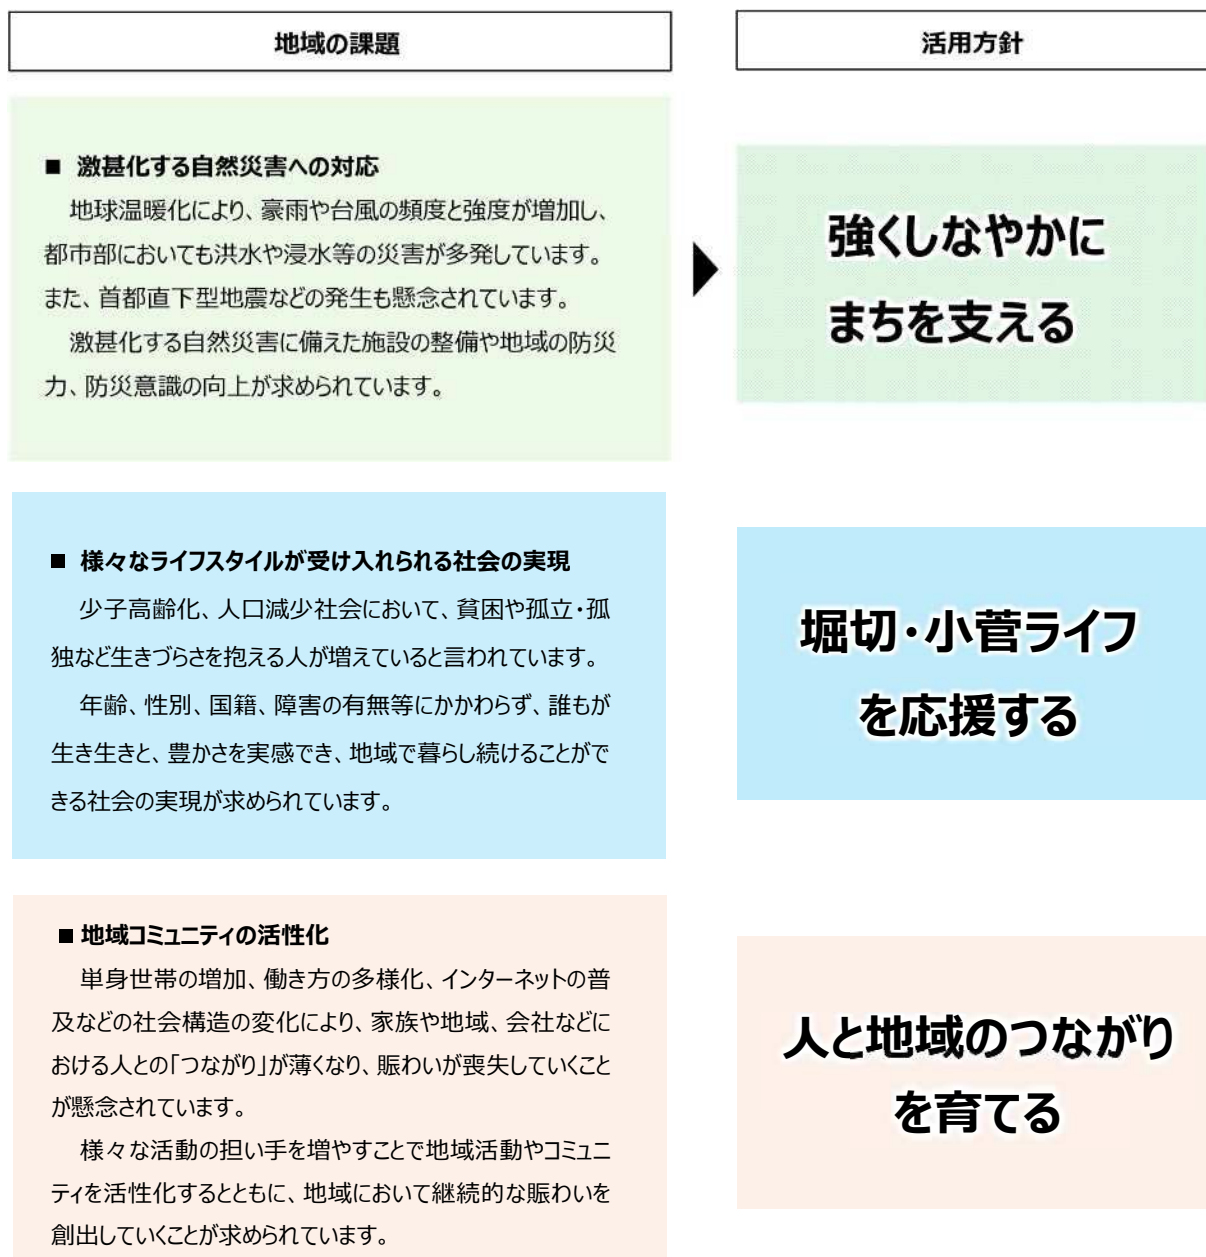 地域の課題
活用方針
■ 激甚化する自然災害への対応
地球温暖化により、豪雨や台風の頻度と強度が増加し、
都市部においても洪水や浸水等の災害が多発しています。
また、首都直下型地震などの発生も懸念されています。
激甚化する自然災害に備えた施設の整備や地域の防災
力、防災意識の向上が求められています。
強くしなやかに
まちを支える
■ 様々なライフスタイルが受け入れられる社会の実現
少子高齢化、人口減少社会において、貧困や孤立・孤
独など生きづらさを抱える人が増えていると言われています。
年齢、性別、国籍、障害の有無等にかかわらず、誰もが
生き生きと、豊かさを実感でき、地域で暮らし続けることがで
きる社会の実現が求められています。
堀切・小菅ライフ
を応援する
■ 地域コミュニティの活性化
単身世帯の増加、働き方の多様化、インターネットの普
及などの社会構造の変化により、家族や地域、会社などに
おける人との「つながり」が薄くなり、賑わいが喪失していくこと
が懸念されています。
様々な活動の担い手を増やすことで地域活動やコミュニ
ティを活性化するとともに、地域において継続的な賑わいを
創出していくことが求められています。
人と地域のつながり
を育てる